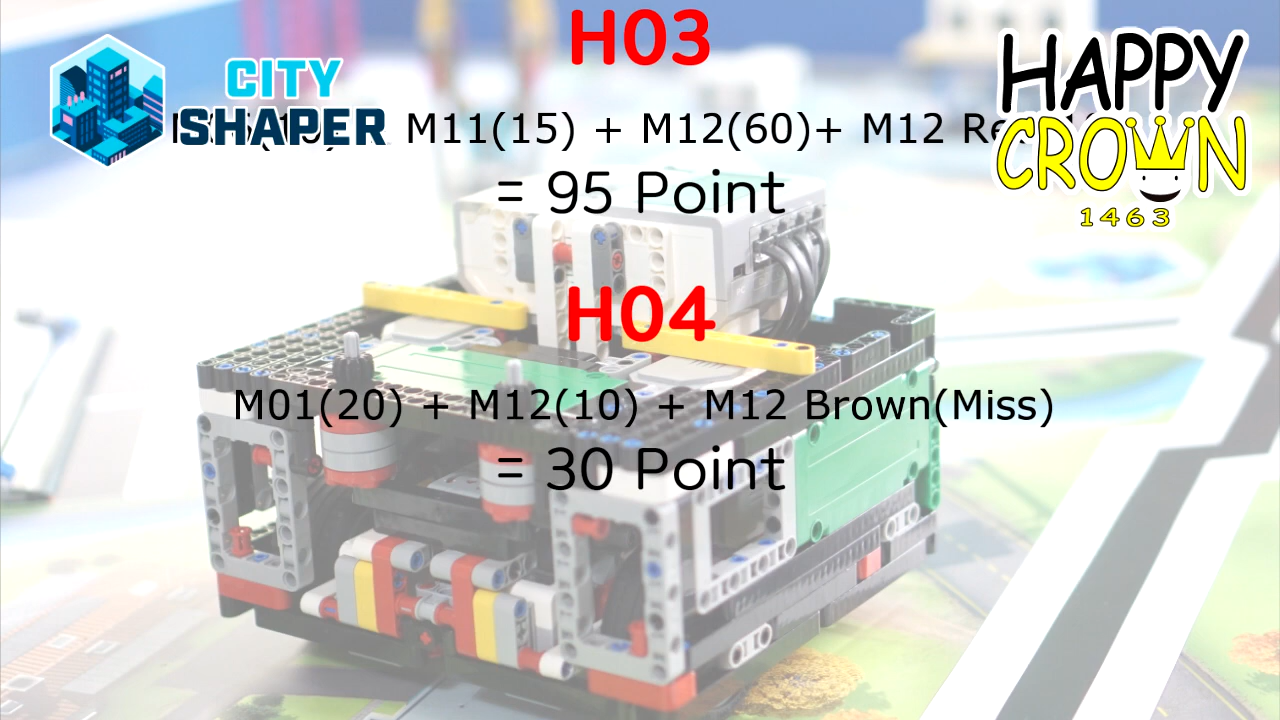 H03
CITY
SHAPER
HAPPY
CROWN
1463
M11(15) + M12(60)+ M12
= 95 Point
H04
M01(20) + M12(10) + M12 Brown(Miss)
= 30 Point